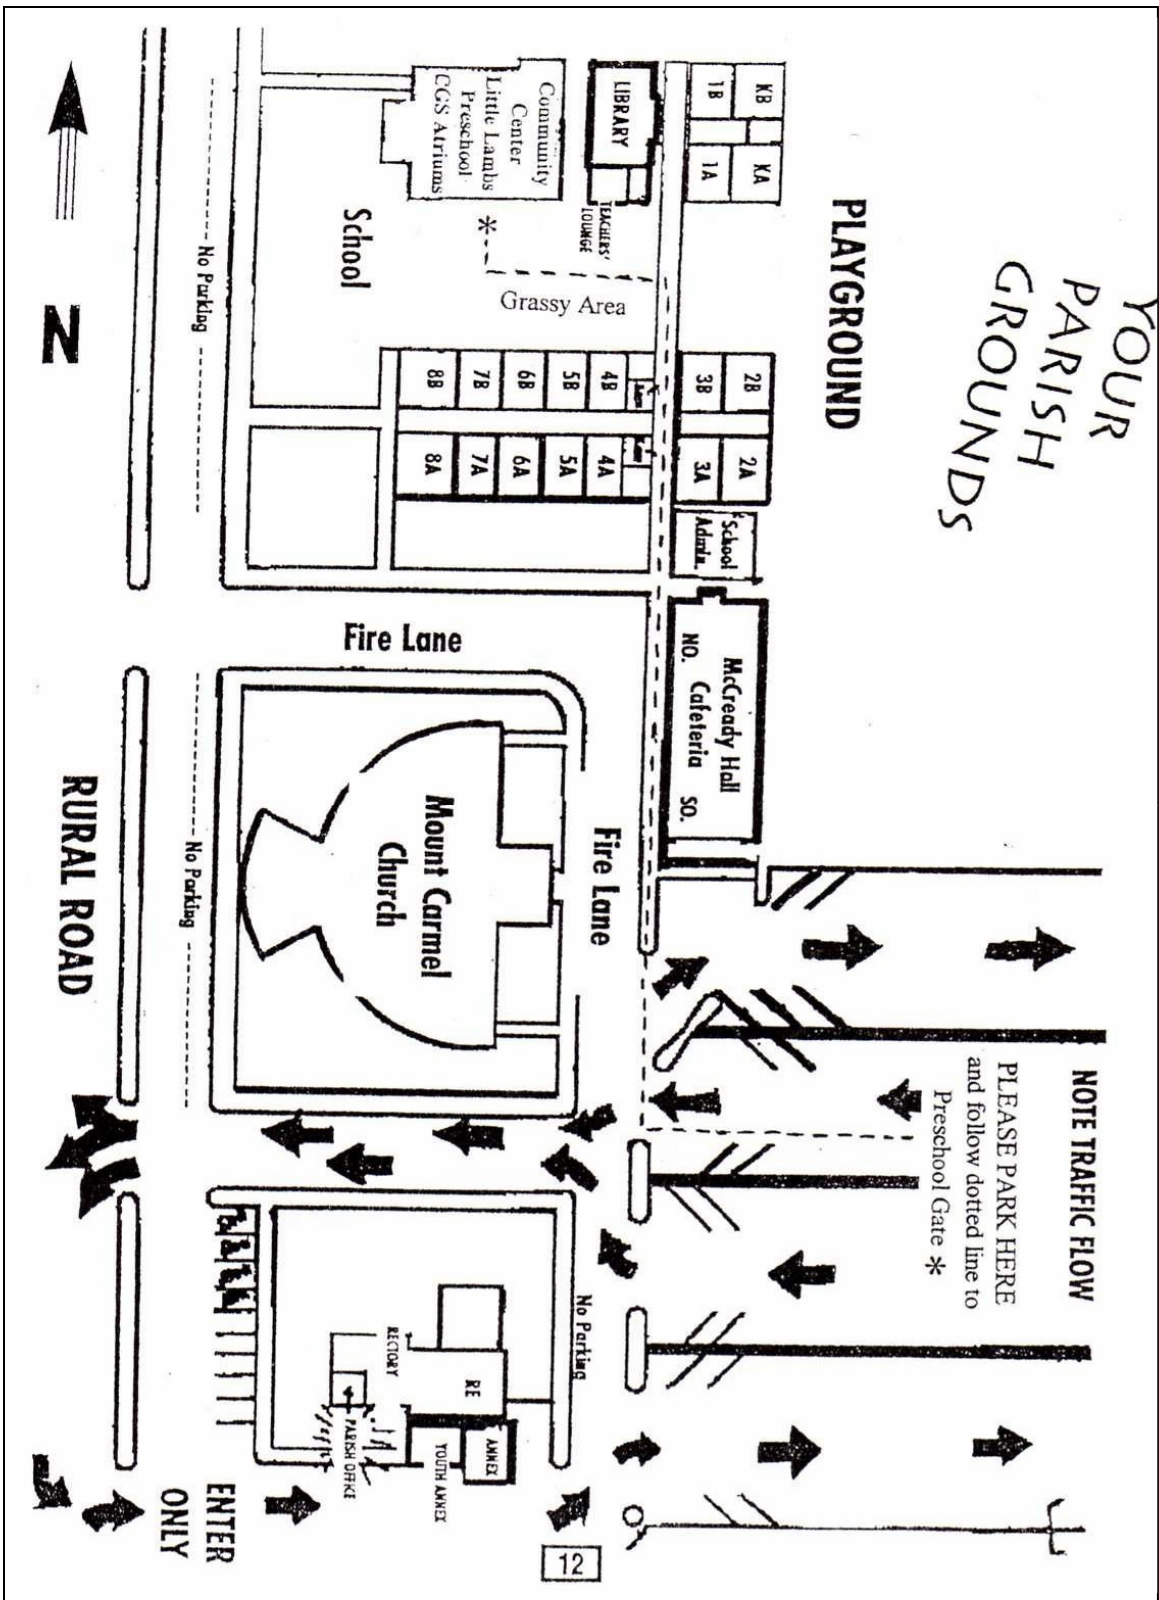 YOUR
PARISH
GROUNDS
PLAYGROUND
KB
KA
1B
1A
LIBRARY
TEACHERS'
LOUNGE
Community
Center
Little Lambs
Preschool
CGS Atriums
*
Grassy Area
School
No Parking
N
2B
2A
3B
3A
4B
4A
5B
5A
6B
6A
7B
7A
8B
8A
School
Admin.
McCready Hall
NO. Cafeteria SO.
Fire Lane
Fire Lane
Mount Carmel
Church
No Parking
RURAL ROAD
NOTE TRAFFIC FLOW
PLEASE PARK HERE
and follow dotted line to
Preschool Gate *
No Parking
RE
ANNEX
YOUTH ANNEX
RECTORY
PARISH OFFICE
ENTER
ONLY
12